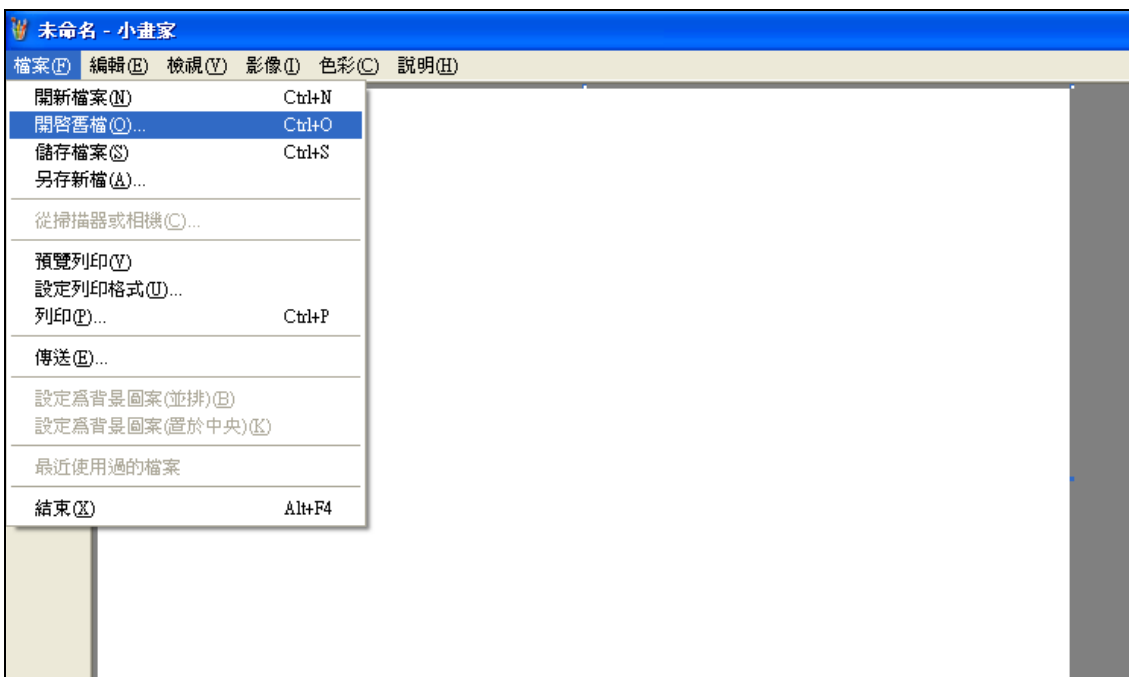 未命名 - 小畫家
檔案(F) 編輯(E) 檢視(V) 影像(I) 色彩(C) 說明(H)
開新檔案(N) Ctrl+N
開啓舊檔(O)... Ctrl+O
儲存檔案(S) Ctrl+S
另存新檔(A)...
從掃描器或相機(C)...
預覽列印(V)
設定列印格式(U)...
列印(P)... Ctrl+P
傳送(E)...
設定爲背景圖案(並排)(B)
設定爲背景圖案(置於中央)(K)
最近使用過的檔案
結束(X) Alt+F4